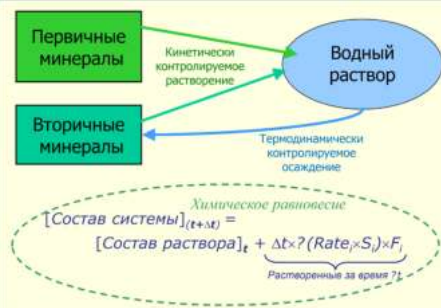 Первичные
минералы
Кинетически
контролируемое
растворение
Водный
раствор
Вторичные
минералы
Термодинамически
контролируемое
осаждение
Химическое равновесие
[Состав системы](t+Δt) =
[Состав раствора]t + Δt×?(Ratei×Si)×Fi
Растворенные за время ?t